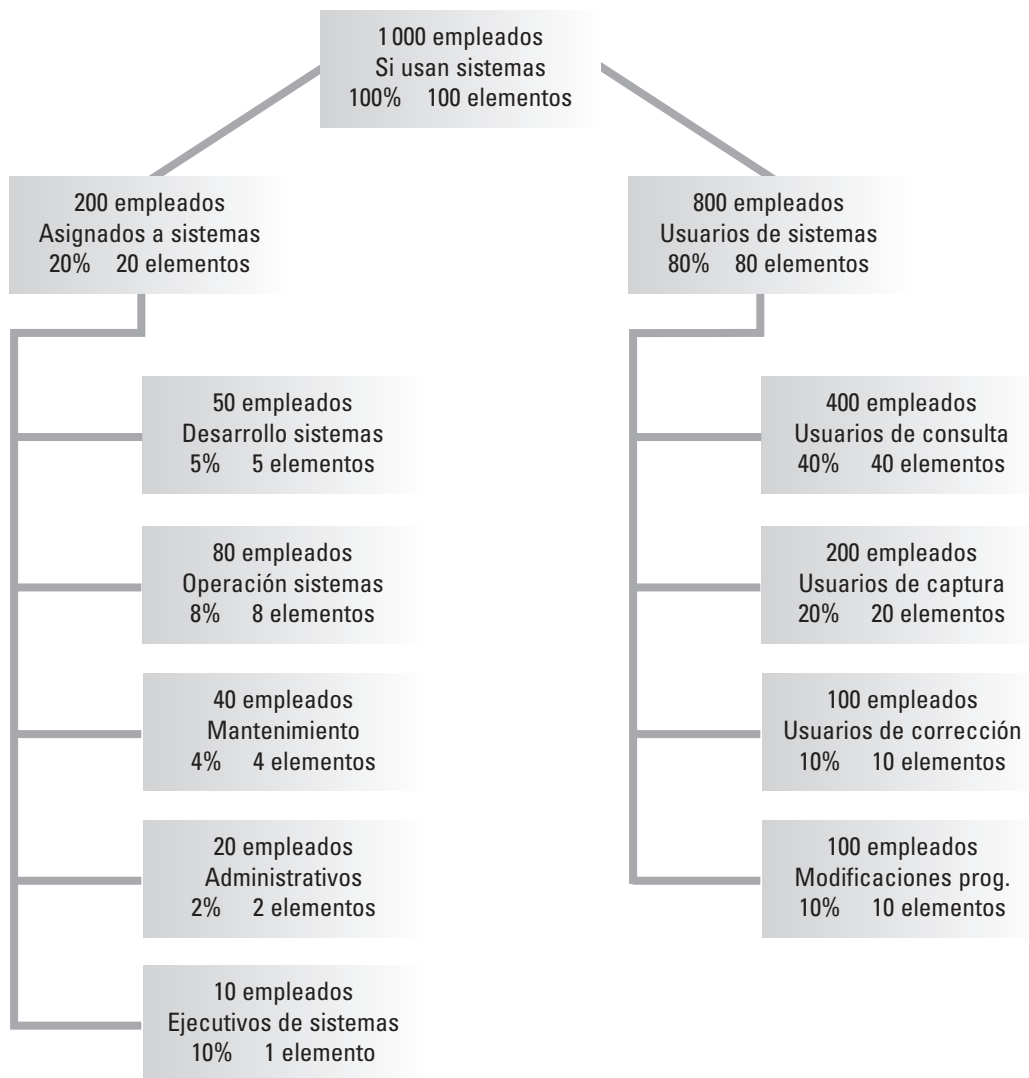 1 000 empleados
Si usan sistemas
100% 100 elementos
200 empleados
Asignados a sistemas
20% 20 elementos
800 empleados
Usuarios de sistemas
80% 80 elementos
50 empleados
Desarrollo sistemas
5% 5 elementos
80 empleados
Operación sistemas
8% 8 elementos
40 empleados
Mantenimiento
4% 4 elementos
20 empleados
Administrativos
2% 2 elementos
10 empleados
Ejecutivos de sistemas
10% 1 elemento
400 empleados
Usuarios de consulta
40% 40 elementos
200 empleados
Usuarios de captura
20% 20 elementos
100 empleados
Usuarios de corrección
10% 10 elementos
100 empleados
Modificaciones prog.
10% 10 elementos